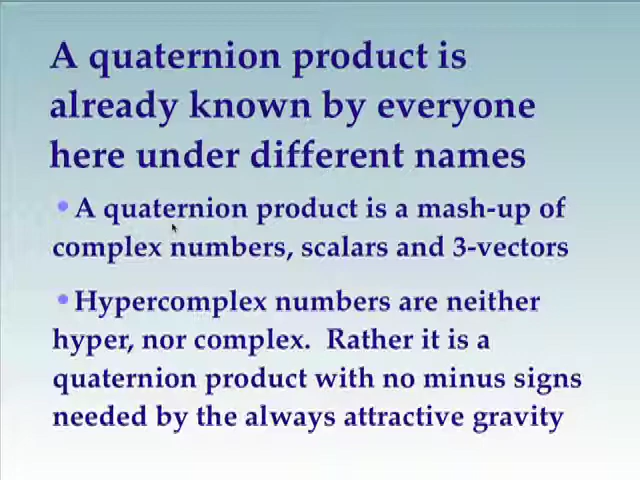 A quaternion product is
already known by everyone
here under different names
•A quaternion product is a mash-up of
complex numbers, scalars and 3-vectors
•Hypercomplex numbers are neither
hyper, nor complex. Rather it is a
quaternion product with no minus signs
needed by the always attractive gravity